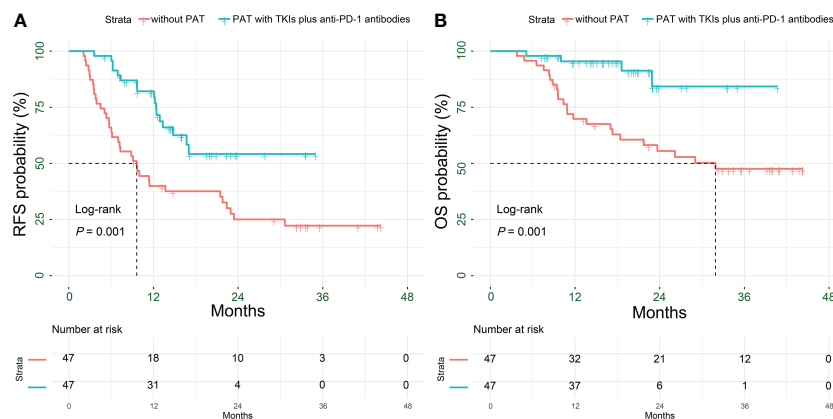 A
Strata without PAT PAT with TKIs plus anti-PD-1 antibodies
RFS probability (%)
100
75
50
25
0
Log-rank
P = 0.001
0 12 24 36 48
Months
Number at risk
Strata
47 18 10 3 0
47 31 4 0 0
0 12 24 36 48
Months
B
Strata without PAT PAT with TKIs plus anti-PD-1 antibodies
OS probability (%)
100
75
50
25
0
Log-rank
P = 0.001
0 12 24 36 48
Months
Number at risk
Strata
47 32 21 12 0
47 37 6 1 0
0 12 24 36 48
Months